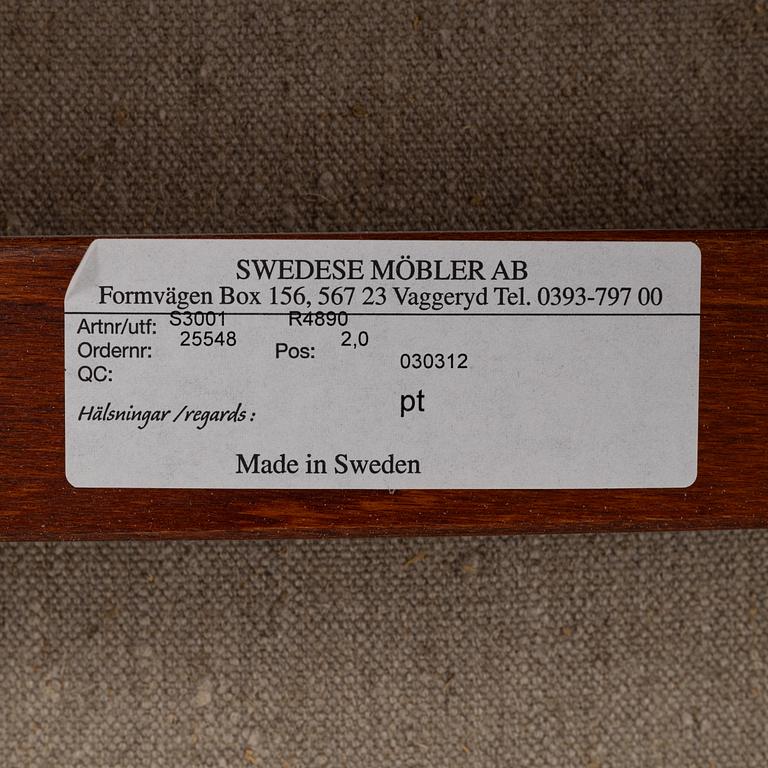 SWEDESE MÖBLER AB
Formvägen Box 156, 567 23 Vaggeryd Tel. 0393-797 00
Artnr/utf: S3001 R4890
Ordernr: 25548 Pos: 2,0
QC: 030312
Hälsningar /regards : pt
Made in Sweden